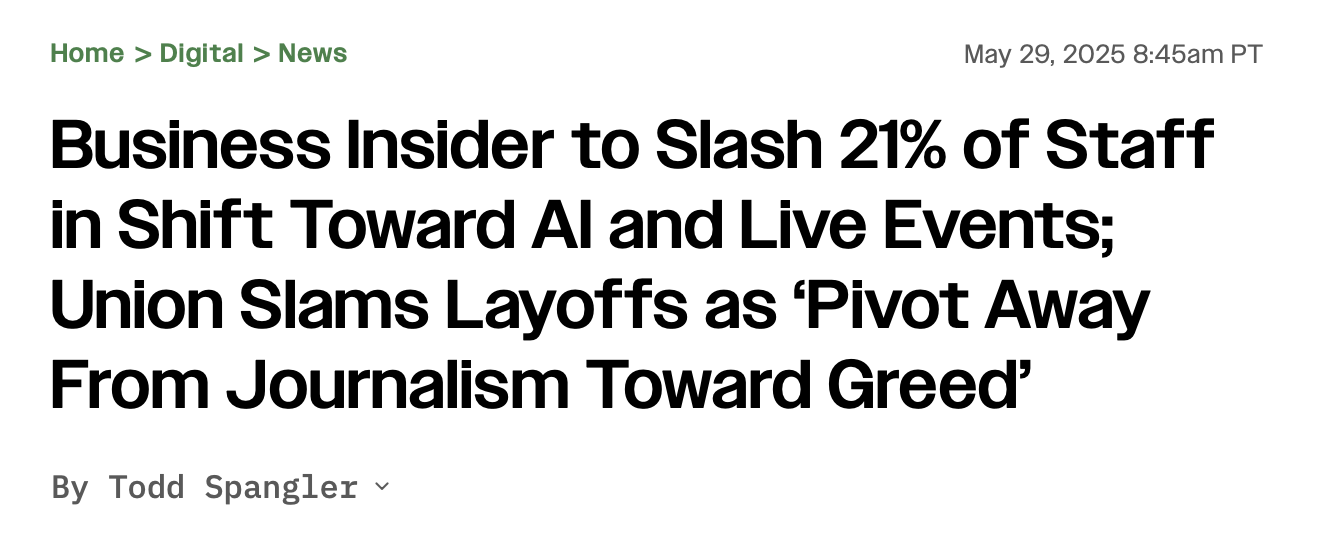 Home > Digital > News
May 29, 2025 8:45am PT
Business Insider to Slash 21% of Staff
in Shift Toward AI and Live Events;
Union Slams Layoffs as ‘Pivot Away
From Journalism Toward Greed’
By Todd Spangler